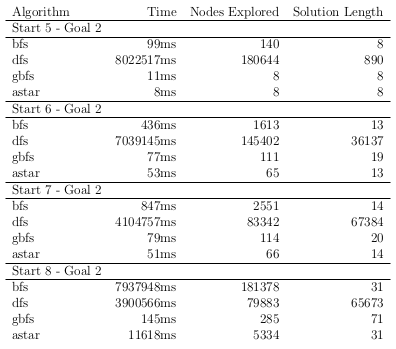 Algorithm Time Nodes Explored Solution Length
Start 5 - Goal 2
bfs 99ms 140 8
dfs 8022517ms 180644 890
gbfs 11ms 8 8
astar 8ms 8 8
Start 6 - Goal 2
bfs 436ms 1613 13
dfs 7039145ms 145402 36137
gbfs 77ms 111 19
astar 53ms 65 13
Start 7 - Goal 2
bfs 847ms 2551 14
dfs 4104757ms 83342 67384
gbfs 79ms 114 20
astar 51ms 66 14
Start 8 - Goal 2
bfs 7937948ms 181378 31
dfs 3900566ms 79883 65673
gbfs 145ms 285 71
astar 11618ms 5334 31